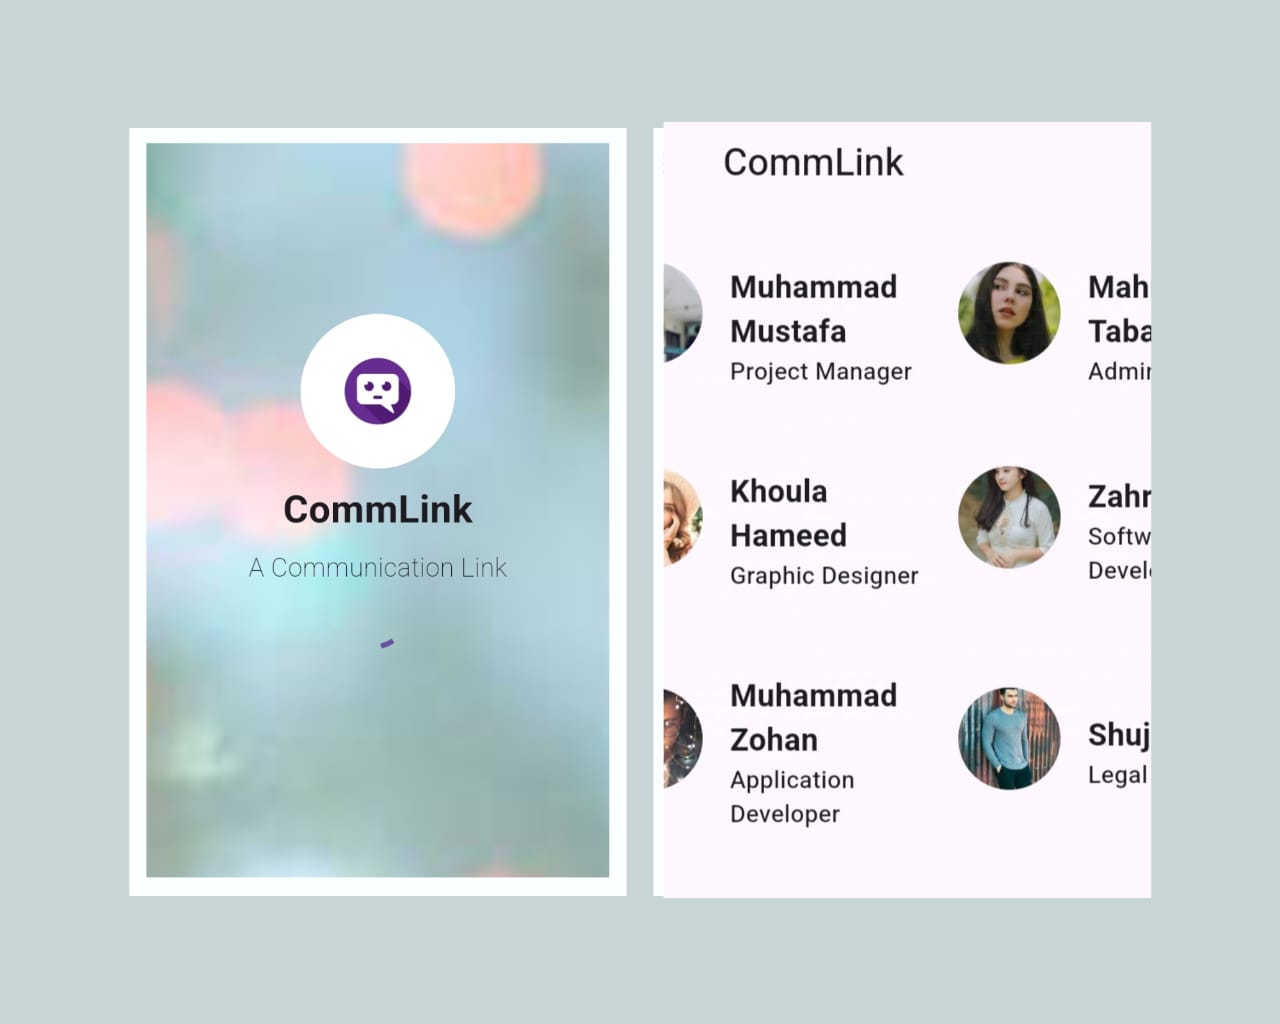 CommLink
A Communication Link
CommLink
Muhammad
Mustafa
Project Manager
Mah
Taba
Admin
Khoula
Hameed
Graphic Designer
Zahr
Softw
Devel
Muhammad
Zohan
Application
Developer
Shuj
Legal